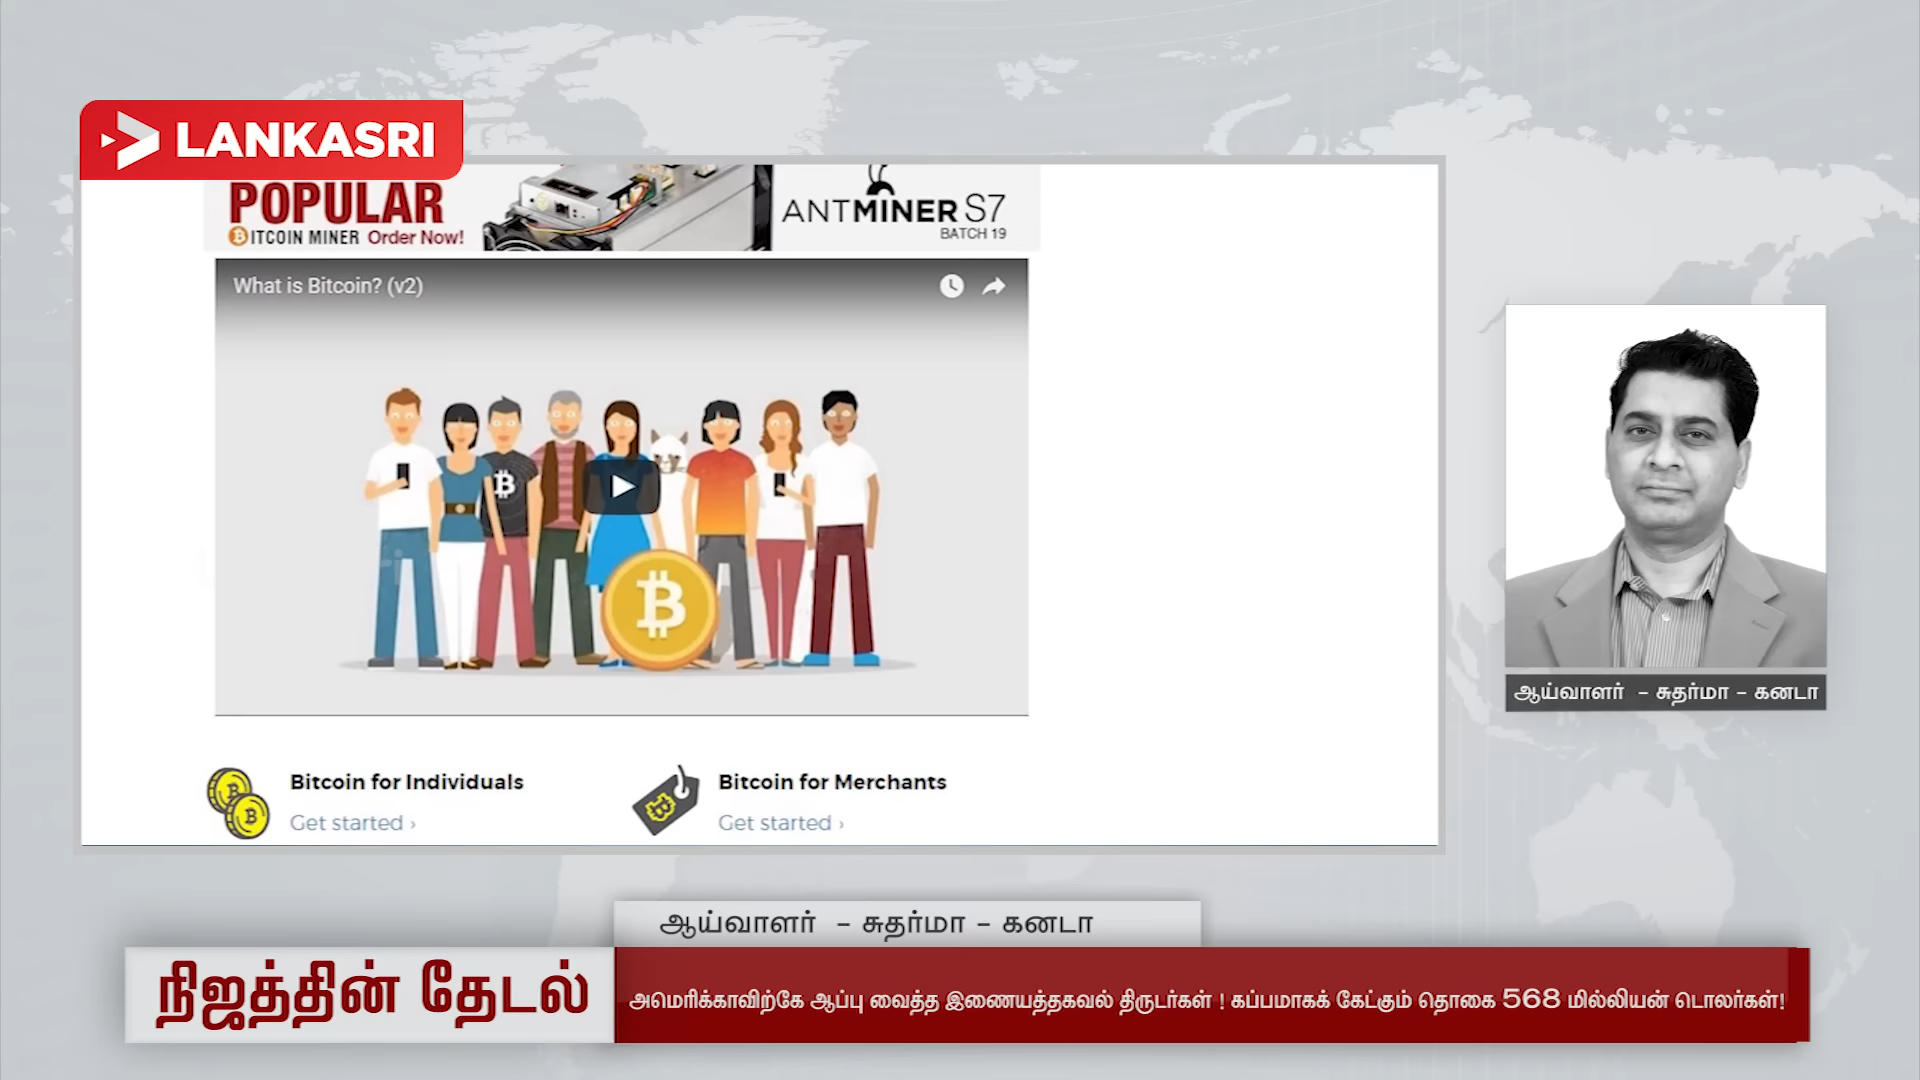 LANKASRI
POPULAR
BITCOIN MINER Order Now!
ANTMINER S7
BATCH 19
What is Bitcoin? (v2)
Bitcoin for Individuals
Get started ›
Bitcoin for Merchants
Get started ›
ஆய்வாளர் - சுதர்மா - கனடா
ஆய்வாளர் - சுதர்மா - கனடா
நிஜத்தின் தேடல்
அமெரிக்காவிற்கே ஆப்பு வைத்த இணையத்தகவல் திருடர்கள் ! கப்பமாகக் கேட்கும் தொகை 568 மில்லியன் டொலர்கள்!